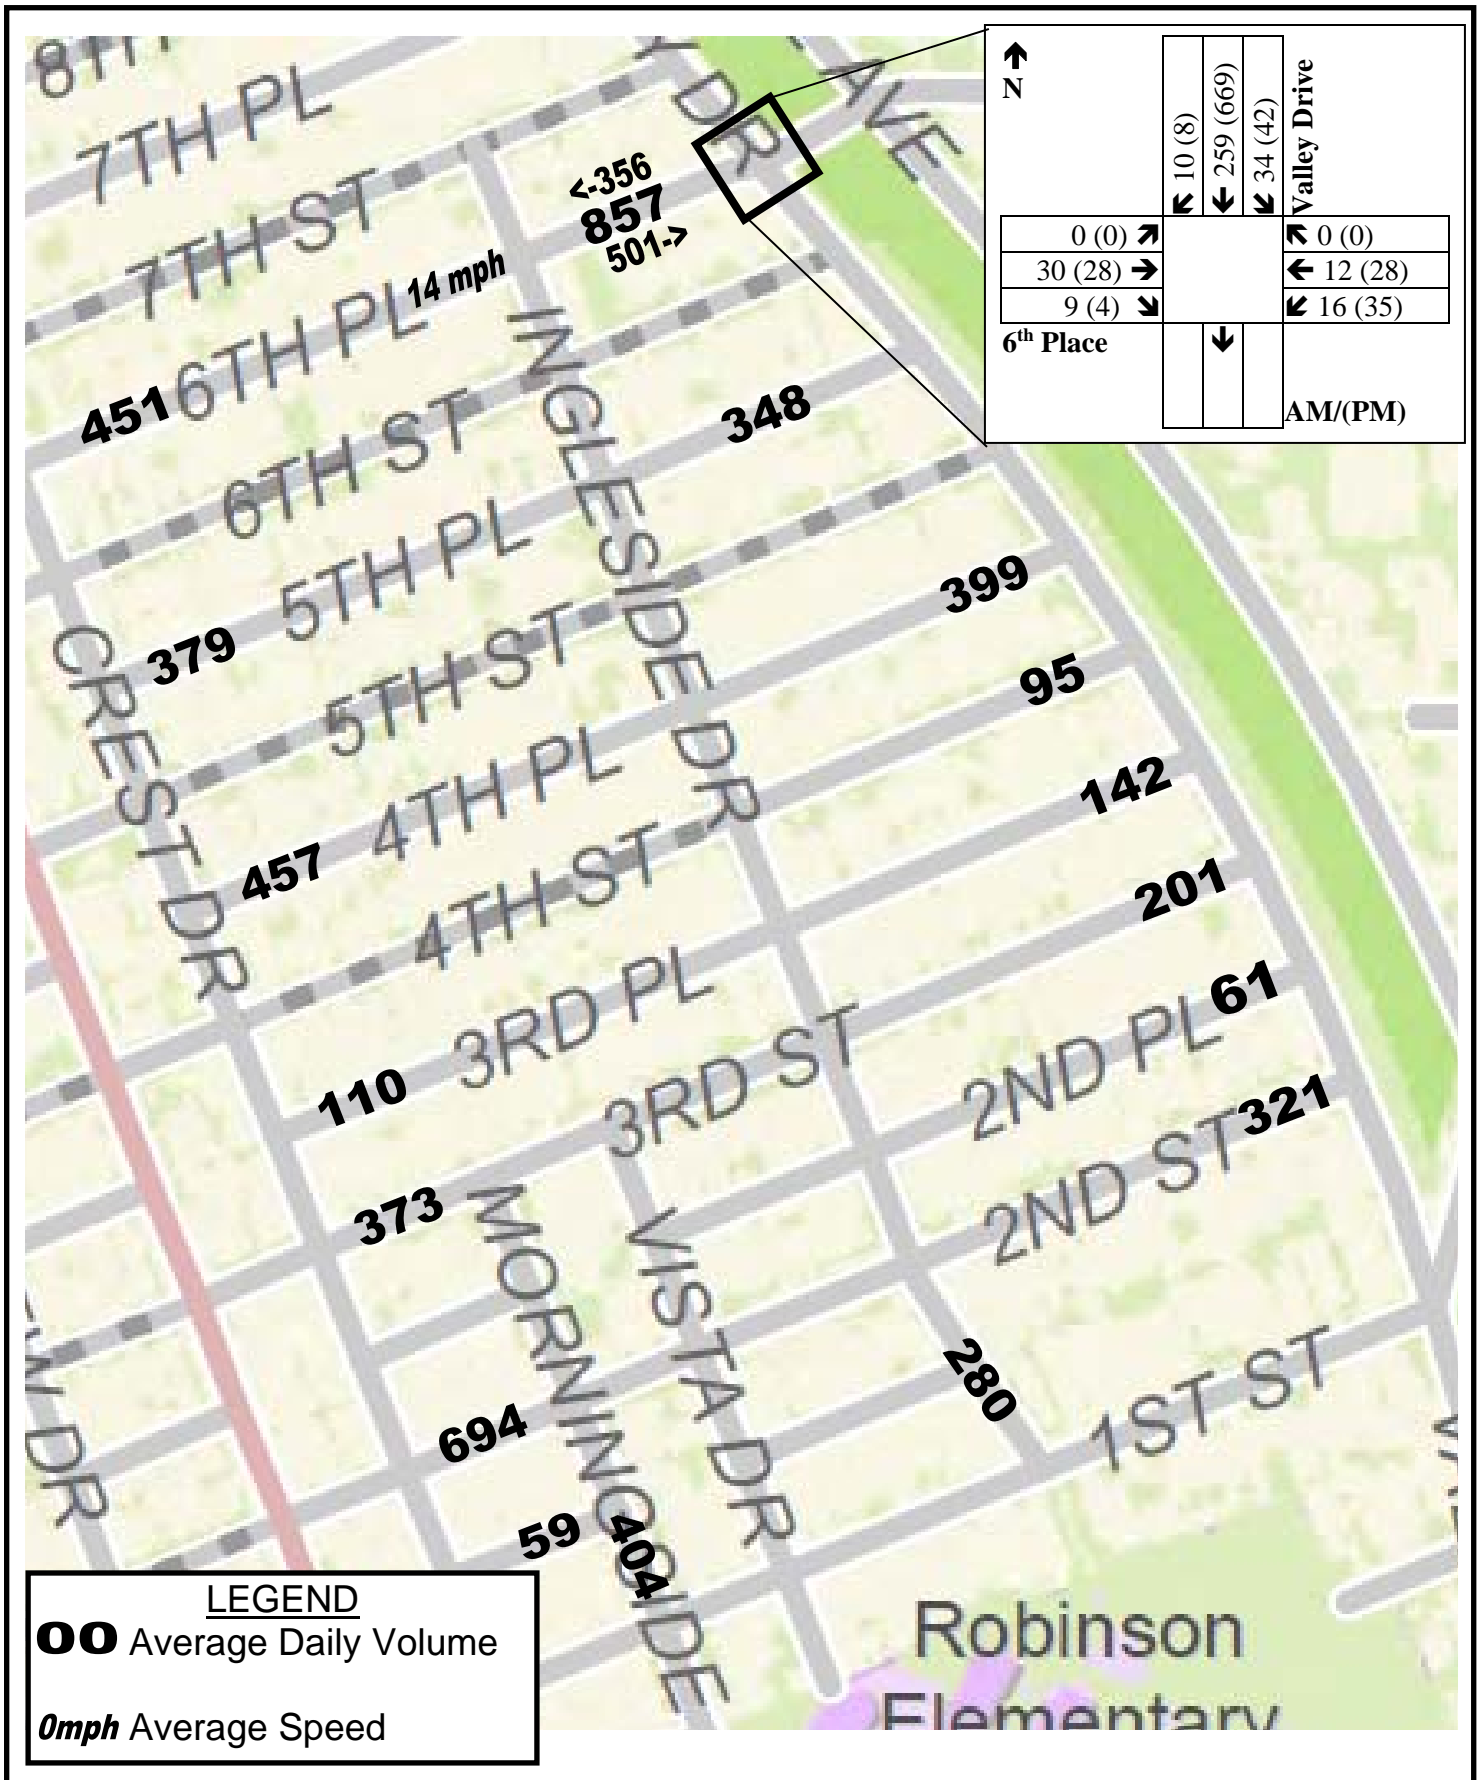 8TH
7TH PL
Y DR
AVE
N
10 (8)
259 (669)
34 (42)
Valley Drive
0 (0)
0 (0)
30 (28)
12 (28)
9 (4)
16 (35)
6th Place
AM/(PM)
7TH ST
<-356
857
501->
14 mph
6TH PL
451
INGLESIDE DR
348
6TH ST
5TH PL
399
379
5TH ST
95
CREST DR
4TH PL
142
457
4TH ST
201
3RD PL
61
2ND PL
110
3RD ST
321
2ND ST
373
MORNINGSIDE
VISTA DR
280
1ST ST
694
W DR
59
404
LEGEND
00 Average Daily Volume
0mph Average Speed
Robinson
Elementary